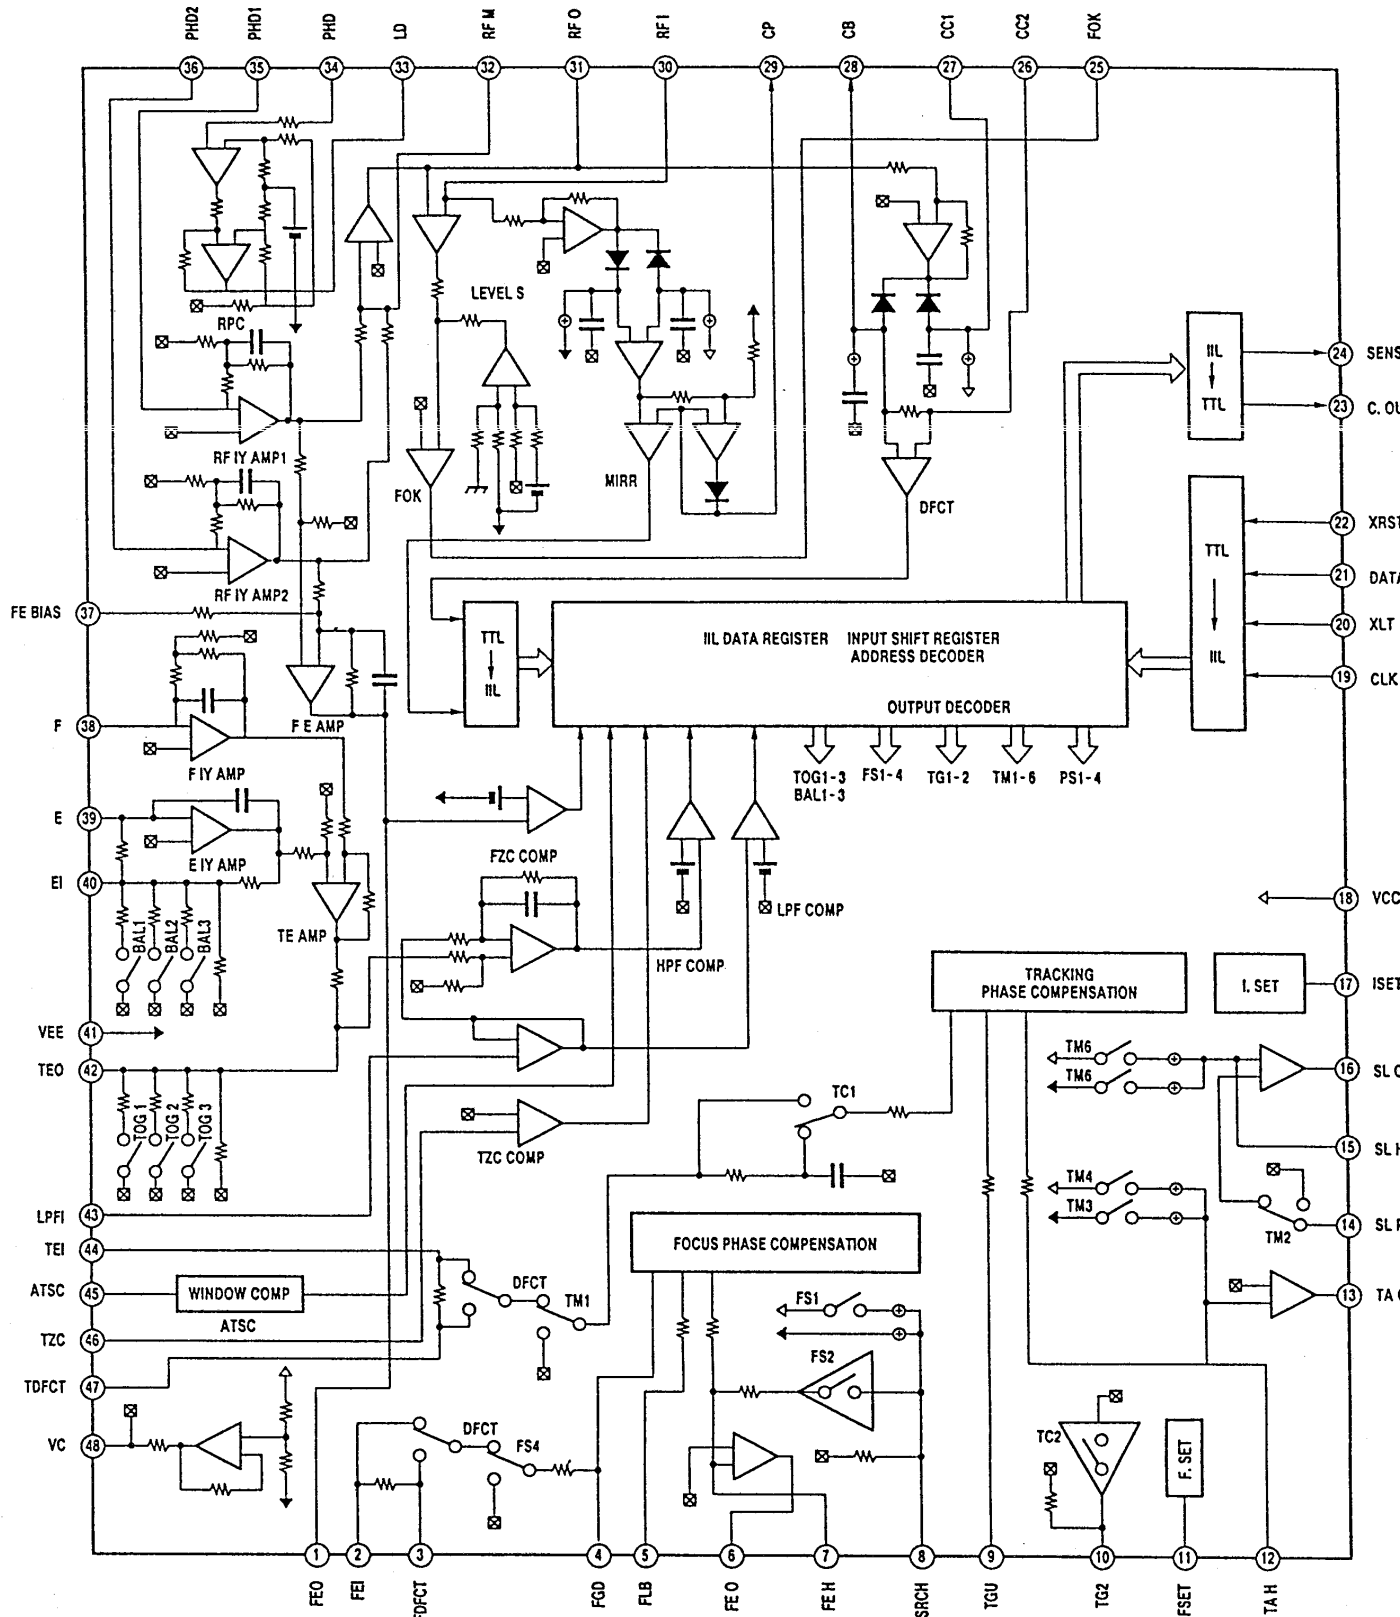 PHD2
PHD1
PHD
LD
RF M
RF O
RF I
CP
CB
CC1
CC2
FOK
36
35
34
33
32
31
30
29
28
27
26
25
LEVEL S
RPC
RF IY AMP1
RF IY AMP2
FOK
MIRR
DFCT
IIL
TTL
24
SENS
23
C. OU
TTL
IIL
22
XRST
21
DATA
20
XLT
19
CLK
FE BIAS
37
TTL
IIL
IIL DATA REGISTER INPUT SHIFT REGISTER
ADDRESS DECODER
OUTPUT DECODER
F
38
F E AMP
F IY AMP
TOG1-3
BAL1-3
FS1-4
TG1-2
TM1-6
PS1-4
E
39
E IY AMP
EI
40
BAL1
BAL2
BAL3
TE AMP
FZC COMP
HPF COMP
LPF COMP
18
VCC
TRACKING
PHASE COMPENSATION
I. SET
17
ISET
VEE
41
TEO
42
TOG 1
TOG 2
TOG 3
TZC COMP
TC1
TM6
TM6
16
SL O
15
SL H
TM4
TM3
TM2
14
SL
LPFI
43
TEI
44
ATSC
45
WINDOW COMP
ATSC
TZC
46
TDFCT
47
VC
48
DFCT
TM1
FOCUS PHASE COMPENSATION
FS1
FS2
13
TA
DFCT
FS4
TC2
F. SET
1
2
3
4
5
6
7
8
9
10
11
12
FEO
FEI
FDFCT
FGD
FLB
FE O
FE H
SRCH
TGU
TG2
FSET
TA H